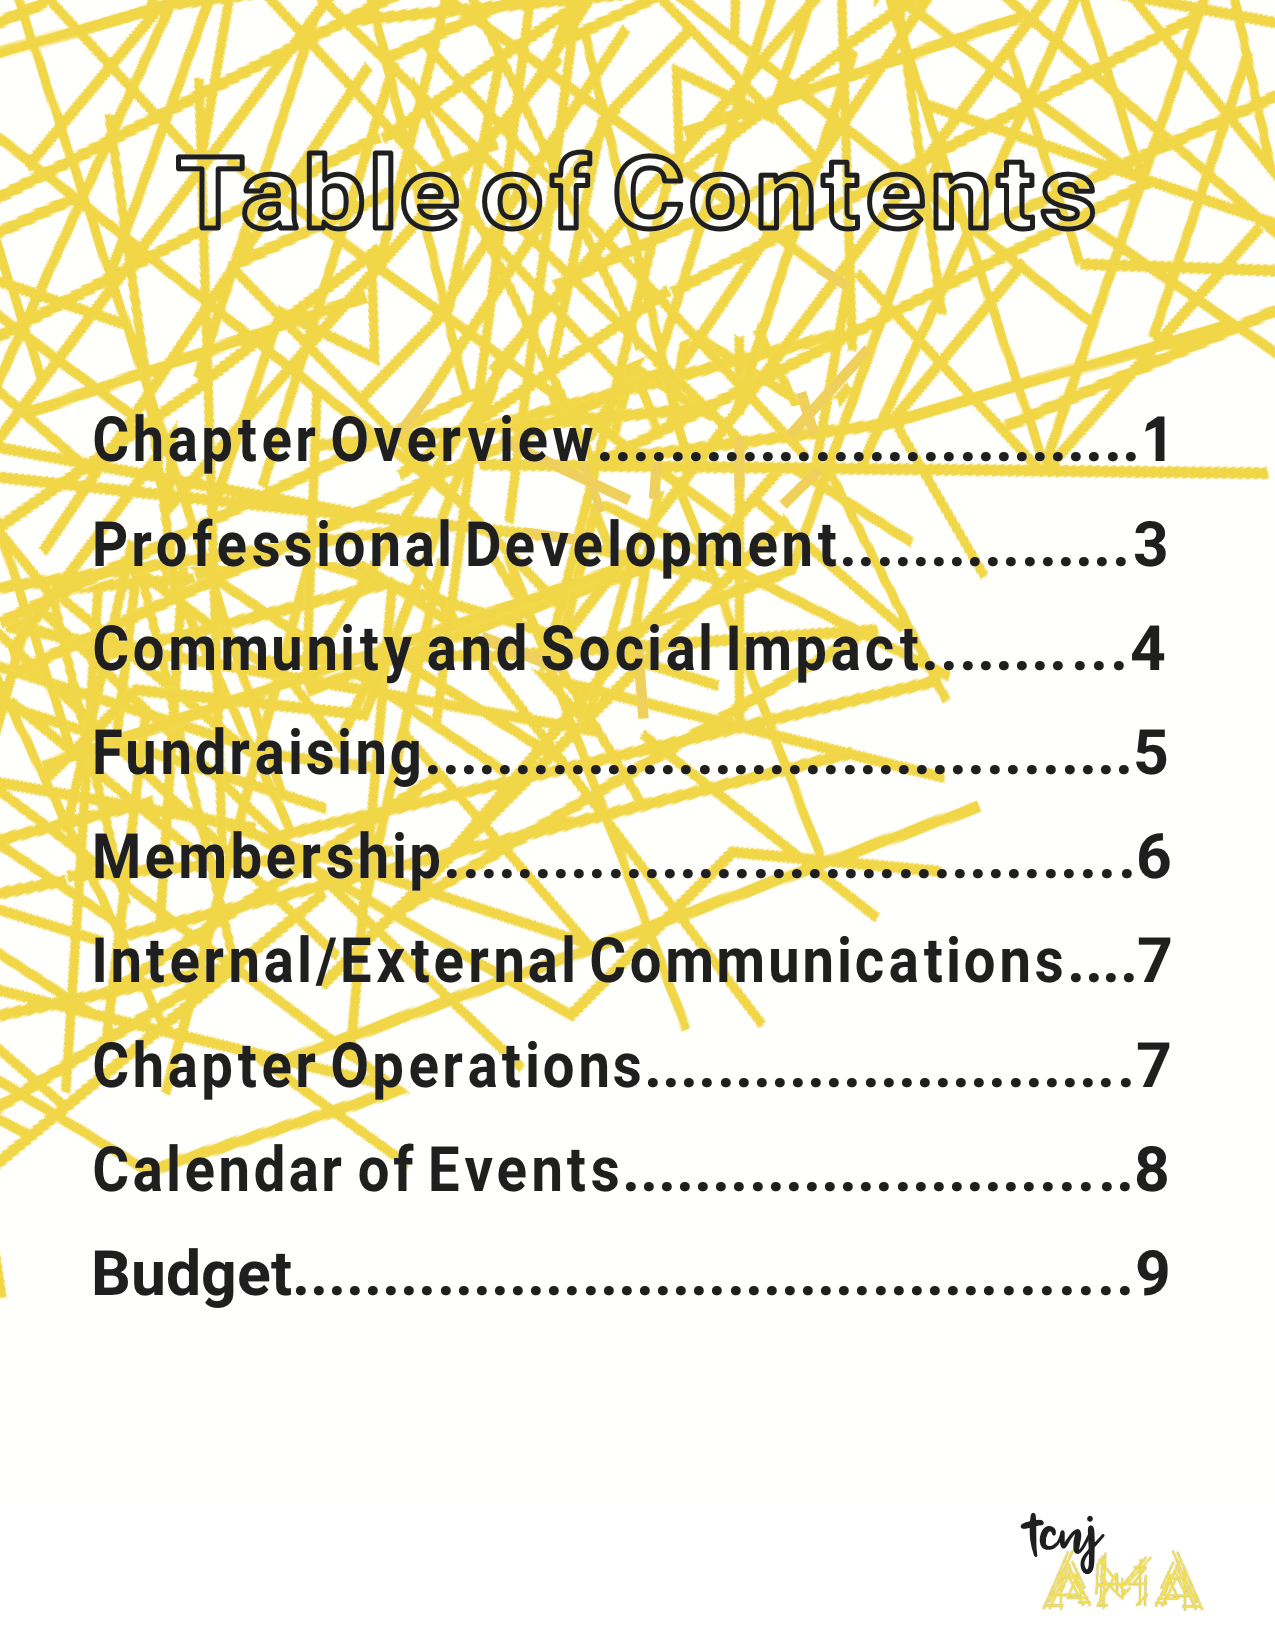 Table of Contents
Chapter Overview..............................1
Professional Development................3
Community and Social Impact...........4
Fundraising.......................................5
Membership......................................6
Internal/External Communications....7
Chapter Operations...........................7
Calendar of Events............................8
Budget..............................................9
tcnj
AMA